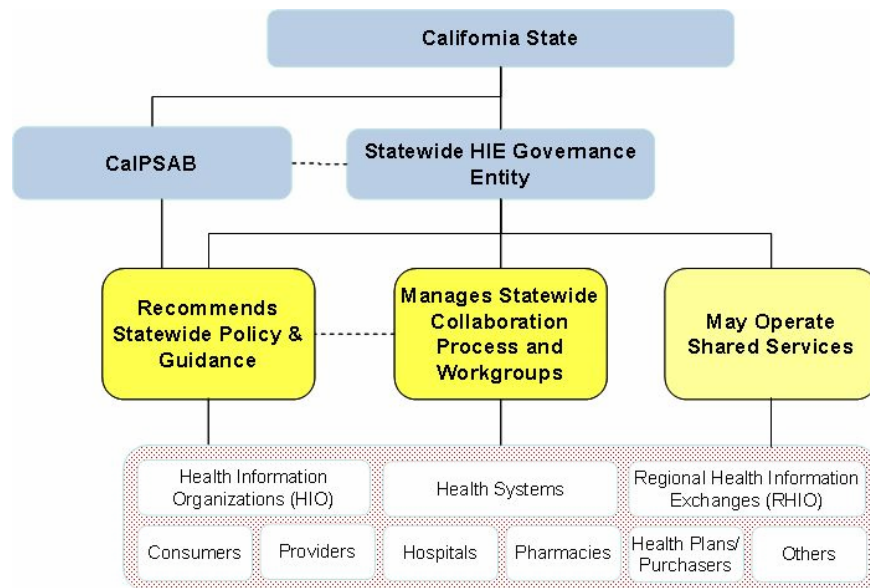 California State
CalPSAB
Statewide HIE Governance
Entity
Recommends
Statewide Policy &
Guidance
Manages Statewide
Collaboration
Process and
Workgroups
May Operate
Shared Services
Health Information
Organizations (HIO)
Health Systems
Regional Health Information
Exchanges (RHIO)
Consumers
Providers
Hospitals
Pharmacies
Health Plans/
Purchasers
Others